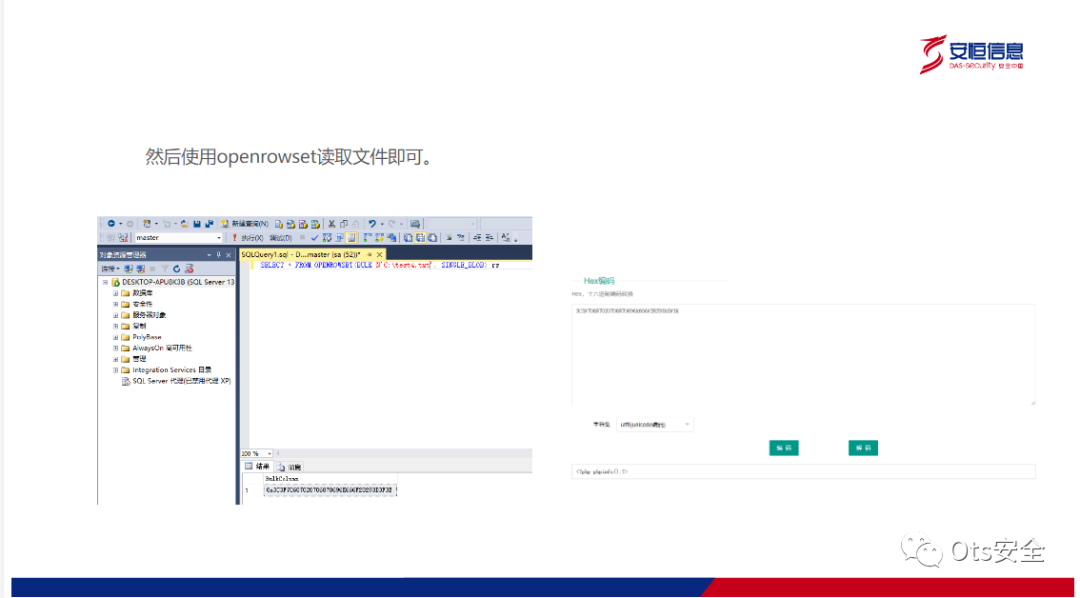 安恒信息
DAS-security 安全中国
然后使用openrowset读取文件即可。
新建查询(N)
master
执行(X) 调试(D)
对象资源管理器
SQLQuery1.sql - D...master (sa (52))*
连接
SELECT * FROM OPENROWSET(BULK N'C:\test4.txt', SINGLE_BLOB) rr
DESKTOP-APU8K3B (SQL Server 13
数据库
安全性
服务器对象
复制
PolyBase
AlwaysOn 高可用性
管理
Integration Services 目录
SQL Server 代理(已禁用代理 XP)
100 %
结果 消息
BulkColumn
1
Hex编码
Hex，十六进制编码转换
字符集 utf8(unicode编码)
编 码 解 码
<?php phpinfo();?>
Ots安全